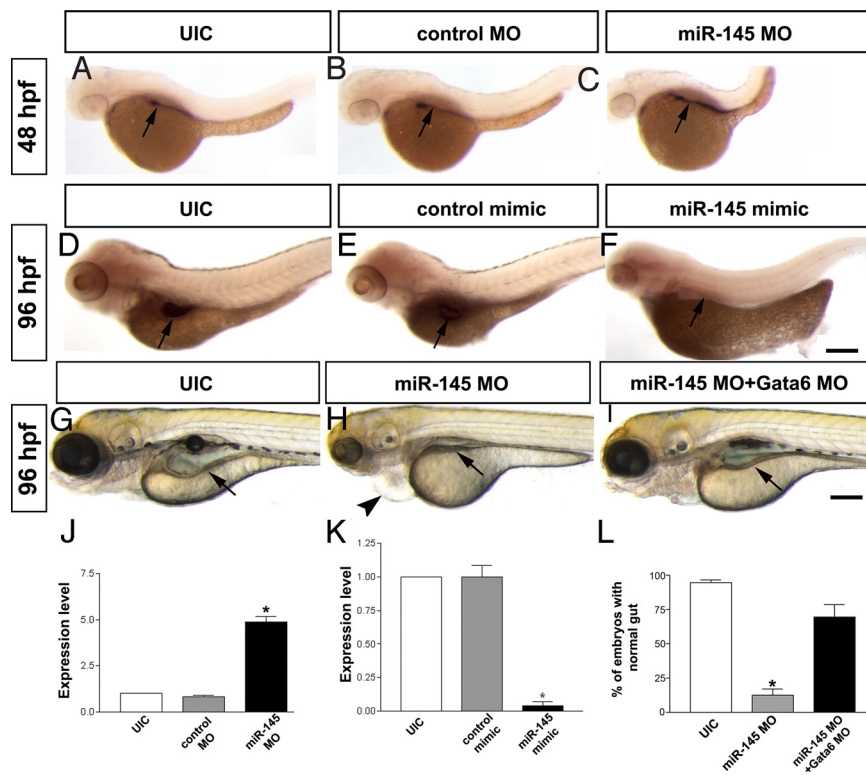 UIC control MO miR-145 MO
48 hpf
A B C
UIC control mimic miR-145 mimic
96 hpf
D E F
UIC miR-145 MO miR-145 MO+Gata6 MO
96 hpf
G H I
J K L
Expression level
7.5
5.0
2.5
0.0
*
UIC
control
MO
miR-145
MO
Expression level
1.25
1.00
0.75
0.50
0.25
0.00
*
UIC
control
mimic
miR-145
mimic
% of embryos with
normal gut
100
75
50
25
0
*
UIC
miR-145 MO
miR-145 MO
+Gata6 MO